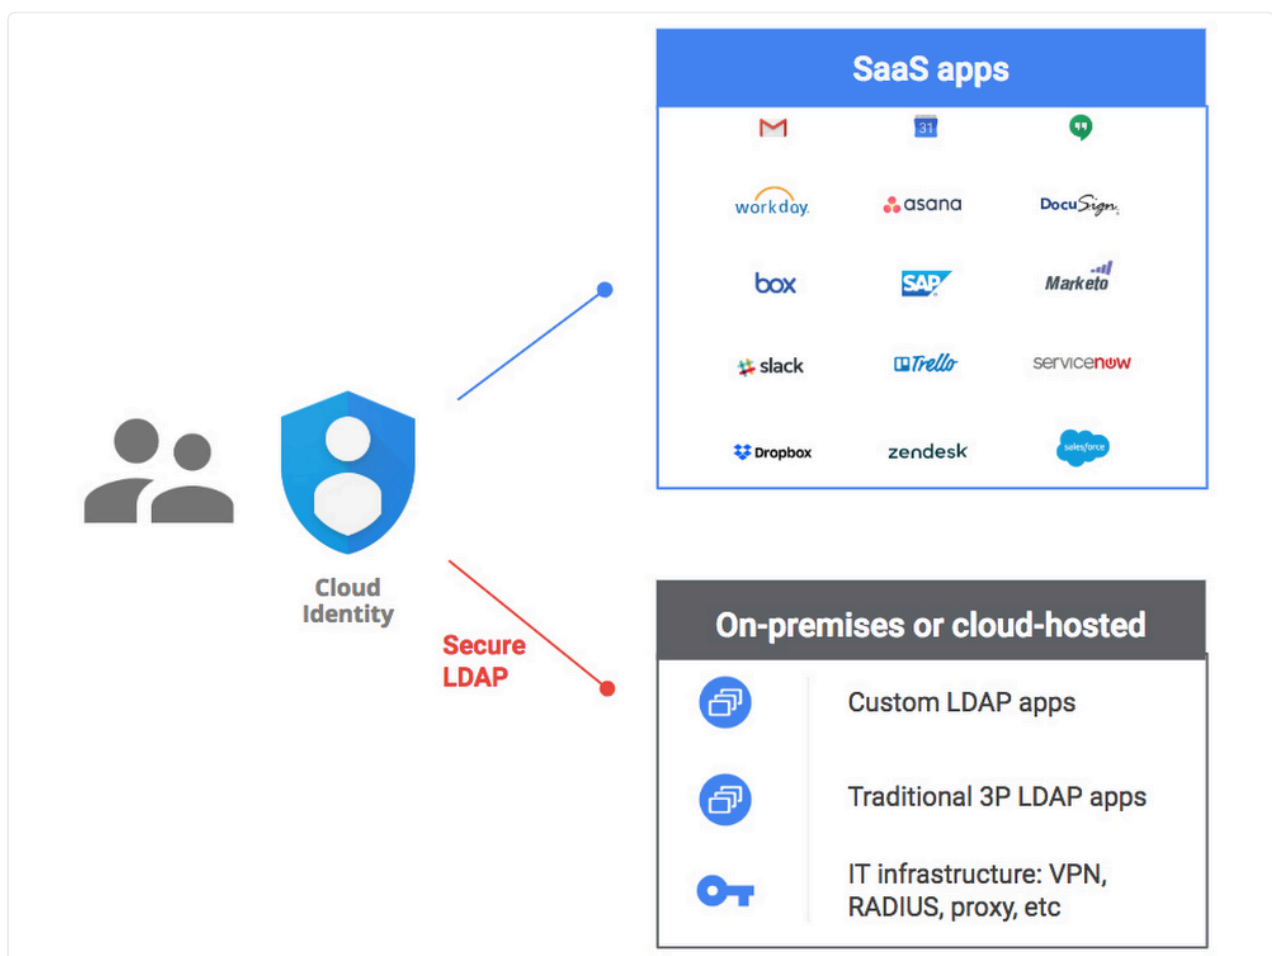 SaaS apps
31
workday.
asana
DocuSign
box
SAP
Marketo
slack
Trello
servicenow
Dropbox
zendesk
salesforce
Cloud
Identity
Secure
LDAP
On-premises or cloud-hosted
Custom LDAP apps
Traditional 3P LDAP apps
IT infrastructure: VPN,
RADIUS, proxy, etc